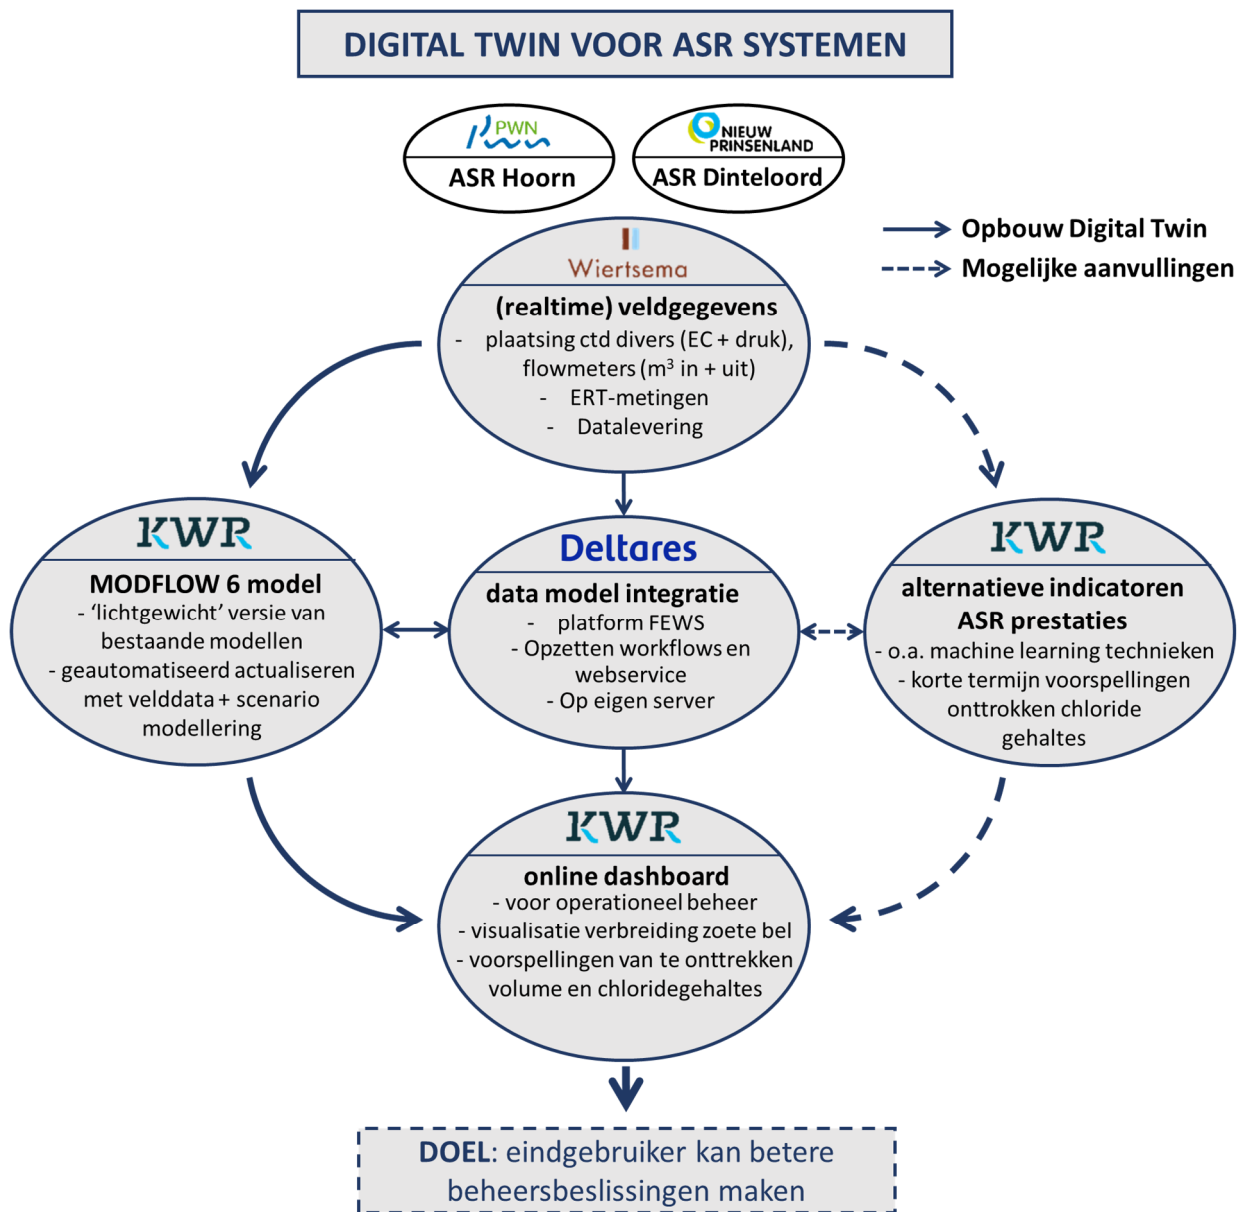 DIGITAL TWIN VOOR ASR SYSTEMEN
PWN
ASR Hoorn
NIEUW
PRINSENLAND
ASR Dinteloord
Opbouw Digital Twin
Mogelijke aanvullingen
Wiertsema
(realtime) veldgegevens
- plaatsing ctd divers (EC + druk),
flowmeters (m³ in + uit)
- ERT-metingen
- Datalevering
KWR
MODFLOW 6 model
- ‘lichtgewicht’ versie van
bestaande modellen
- geautomatiseerd actualiseren
met velddata + scenario
modellering
Deltares
data model integratie
- platform FEWS
- Opzetten workflows en
webservice
- Op eigen server
KWR
alternatieve indicatoren
ASR prestaties
- o.a. machine learning technieken
- korte termijn voorspellingen
onttrokken chloride
gehaltes
KWR
online dashboard
- voor operationeel beheer
- visualisatie verbreiding zoete bel
- voorspellingen van te onttrekken
volume en chloridegehaltes
DOEL: eindgebruiker kan betere
beheersbeslissingen maken